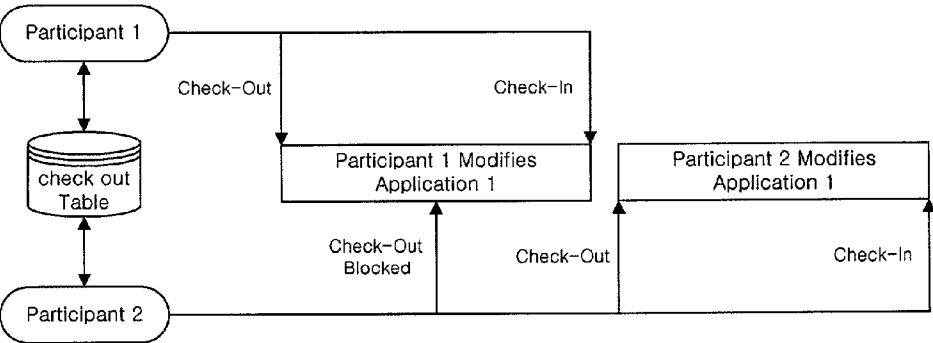 Participant 1
Check-Out
Check-In
check out
Table
Participant 1 Modifies
Application 1
Participant 2 Modifies
Application 1
Check-Out
Blocked
Check-Out
Check-In
Participant 2